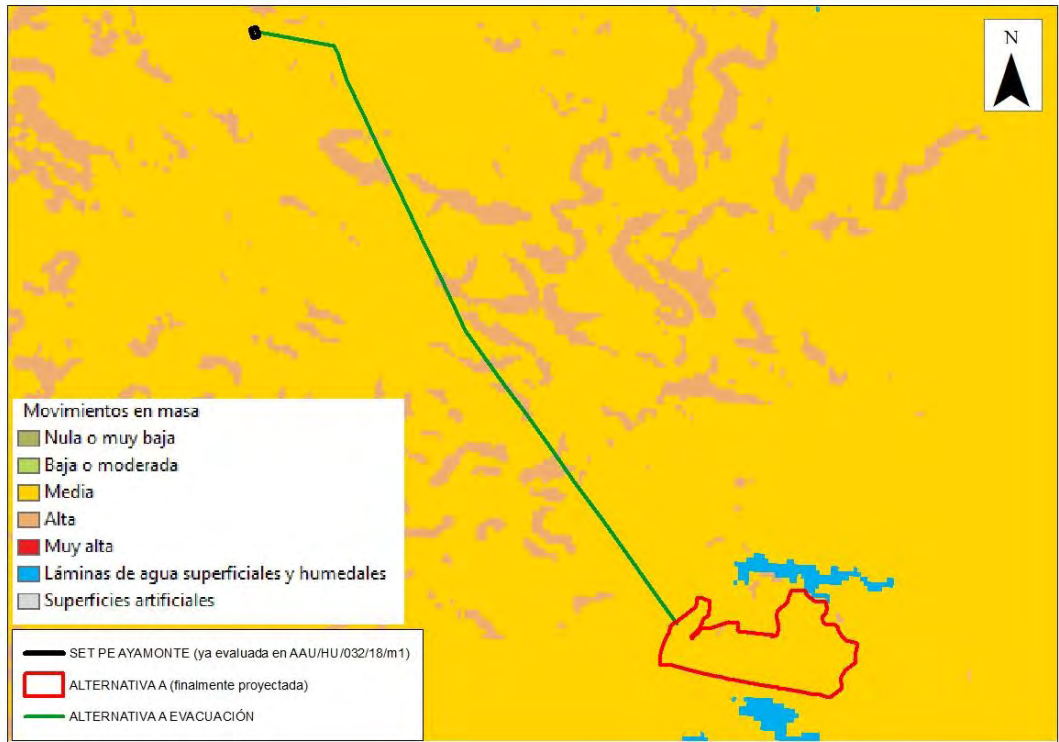 N
Movimientos en masa
Nula o muy baja
Baja o moderada
Media
Alta
Muy alta
Láminas de agua superficiales y humedales
Superficies artificiales
SET PE AYAMONTE (ya evaluada en AAU/HU/032/18/m1)
ALTERNATIVA A (finalmente proyectada)
ALTERNATIVA A EVACUACIÓN